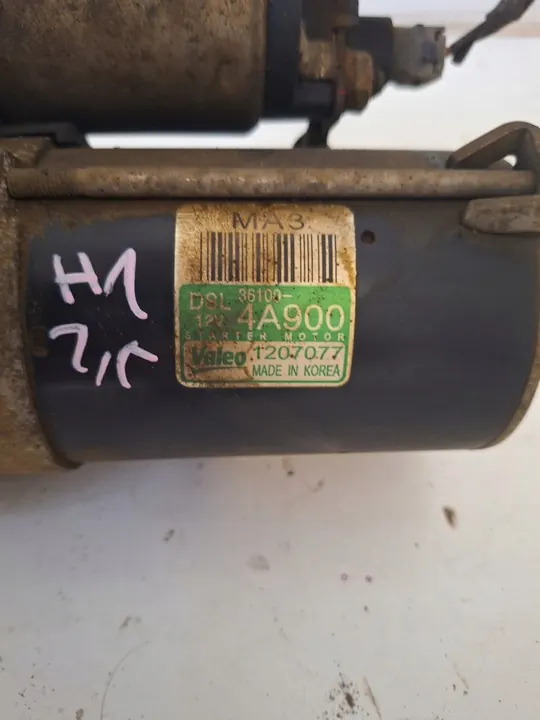 MA3
DSL 36100-
12V 4A900
STARTER MOTOR
Valeo 1207077
MADE IN KOREA
H1